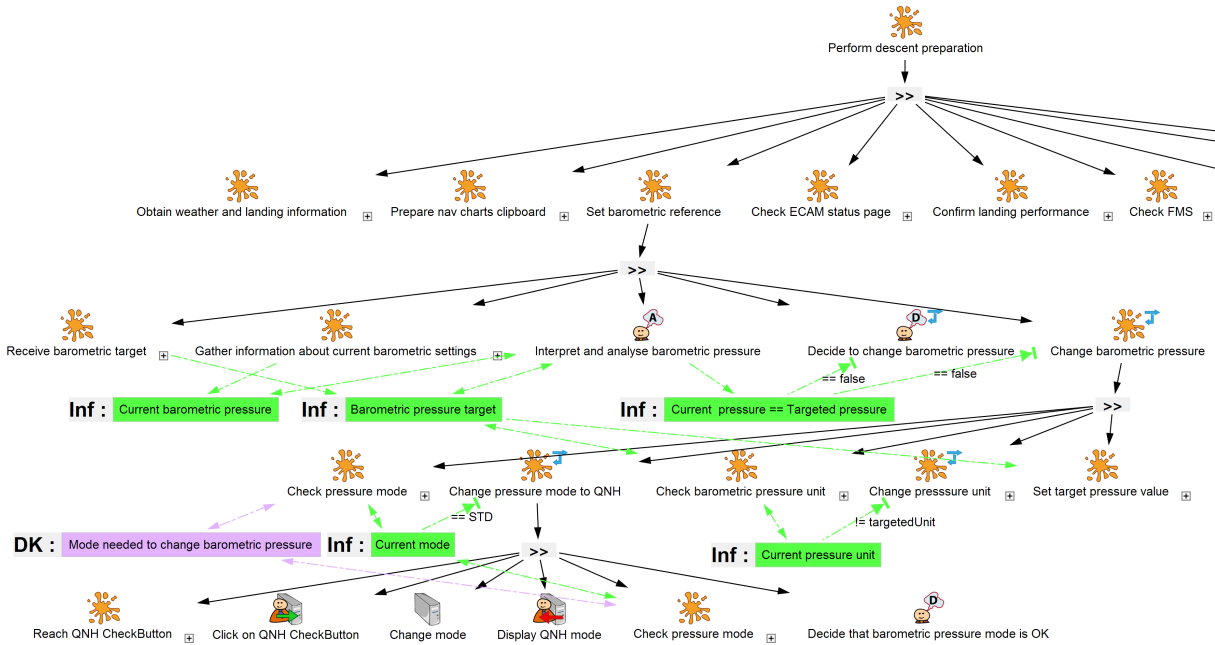 Perform descent preparation
>>
Obtain weather and landing information
Prepare nav charts clipboard
Set barometric reference
Check ECAM status page
Confirm landing performance
Check FMS
>>
A
D
Receive barometric target
Gather information about current barometric settings
Interpret and analyse barometric pressure
Decide to change barometric pressure
Change barometric pressure
== false
== false
Inf : Current barometric pressure
Inf : Barometric pressure target
Inf : Current pressure == Targeted pressure
>>
Check pressure mode
Change pressure mode to QNH
Check barometric pressure unit
Change presssure unit
Set target pressure value
== STD
!= targetedUnit
DK : Mode needed to change barometric pressure
Inf : Current mode
Inf : Current pressure unit
>>
D
Reach QNH CheckButton
Click on QNH CheckButton
Change mode
Display QNH mode
Check pressure mode
Decide that barometric pressure mode is OK